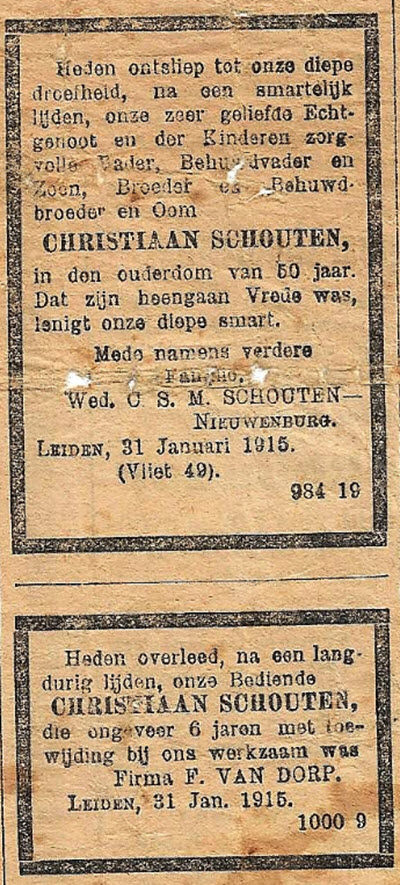 Heden ontsliep tot onze diepe
droefheid, na een smartelijk
lijden, onze zeer geliefde Echt-
genoot en der Kinderen zorg-
volle Vader, Behuwdvader en
Zoon, Broeder en Behuwd-
broeder en Oom
CHRISTIAAN SCHOUTEN,
in den ouderdom van 50 jaar.
Dat zijn heengaan Vrede was,
lenigt onze diepe smart.
Mede namens verdere
Familie,
Wed. C S. M. SCHOUTEN—
NIEUWENBURG.
LEIDEN, 31 Januari 1915.
(Vliet 49).
984 19
Heden overleed, na een lang-
durig lijden, onze Bediende
CHRISTIAAN SCHOUTEN,
die ongeveer 6 jaren met toe-
wijding bij ons werkzaam was
Firma F. VAN DORP.
LEIDEN, 31 Jan. 1915.
1000 9